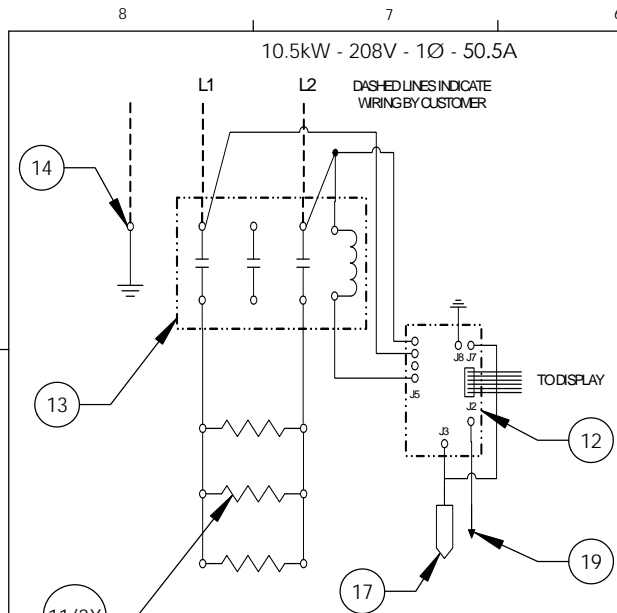 8 7 6
10.5kW - 208V - 1Ø - 50.5A
L1 L2 DASHED LINES INDICATE
WIRING BY CUSTOMER
14
J8 J7
TO DISPLAY
J5
13
J2
12
J3
17
19